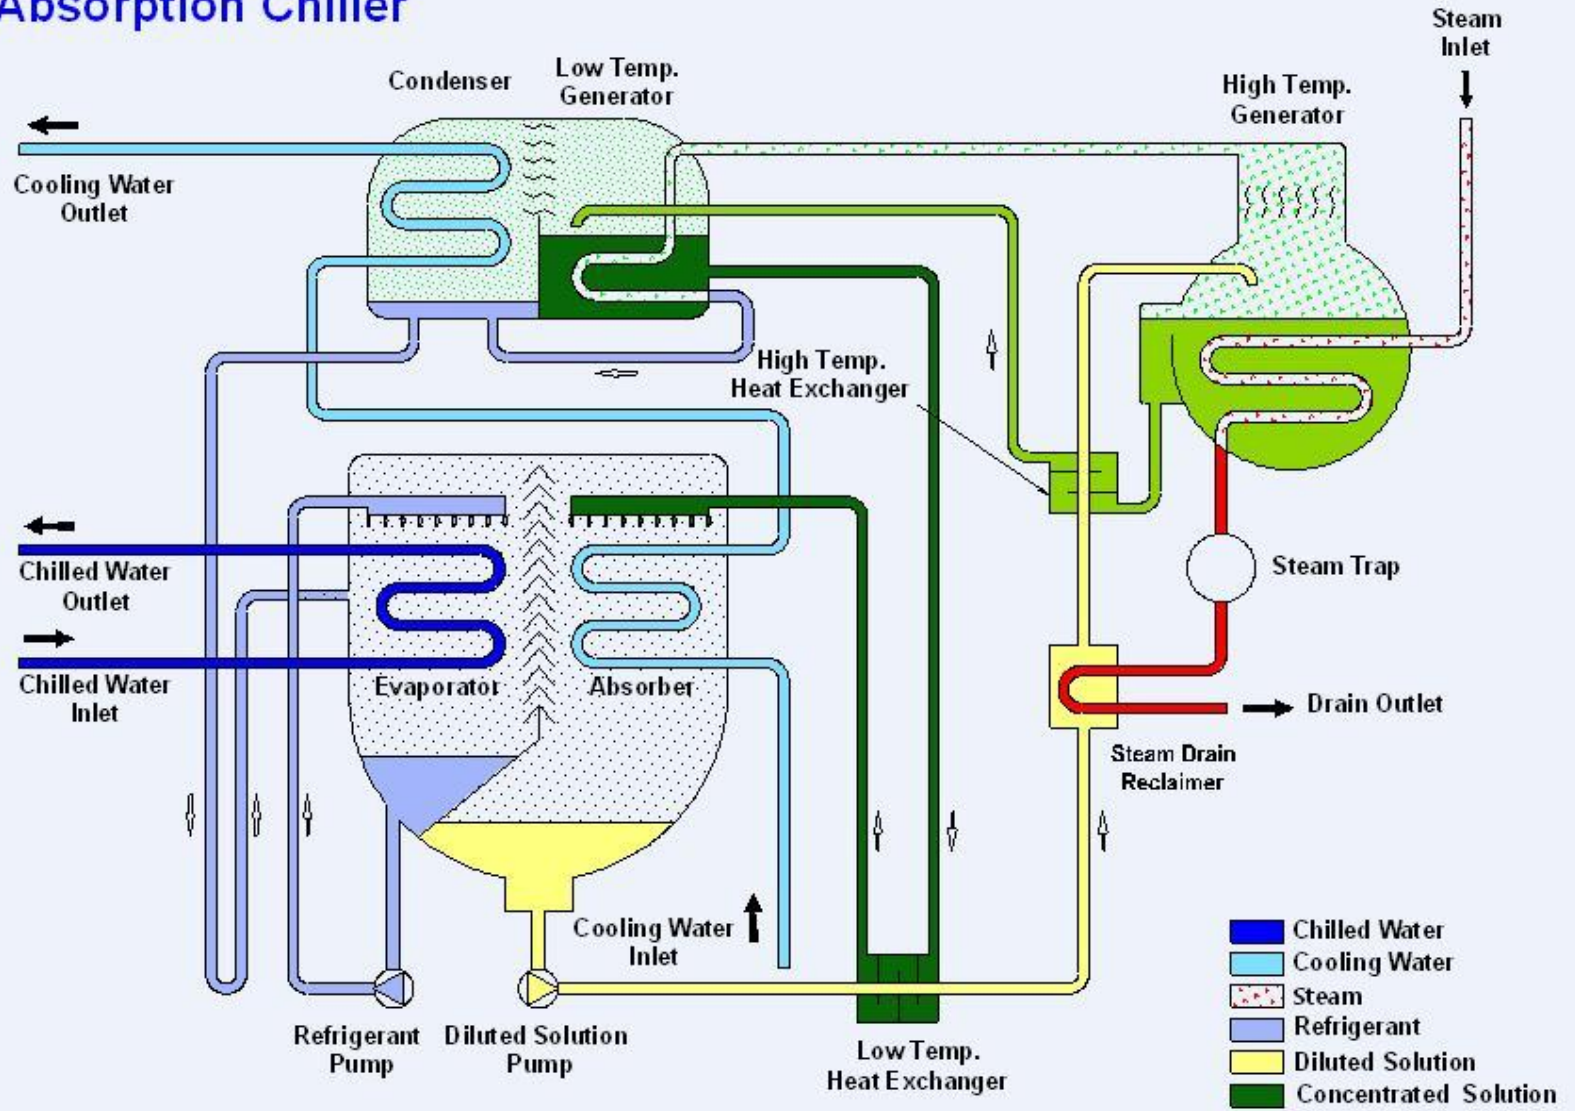 Absorption Chiller
Steam
Inlet
Condenser
Low Temp.
Generator
High Temp.
Generator
Cooling Water
Outlet
High Temp.
Heat Exchanger
Chilled Water
Outlet
Steam Trap
Chilled Water
Inlet
Evaporator
Absorber
Drain Outlet
Steam Drain
Reclaimer
Cooling Water
Inlet
Refrigerant
Pump
Diluted Solution
Pump
Low Temp.
Heat Exchanger
Chilled Water
Cooling Water
Steam
Refrigerant
Diluted Solution
Concentrated Solution